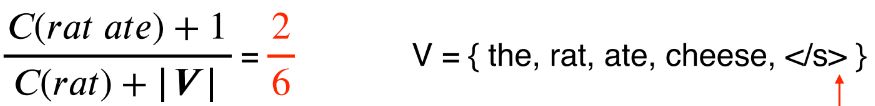 C(rat ate) + 1 / C(rat) + |V| = 2 / 6
V = { the, rat, ate, cheese, </s> }